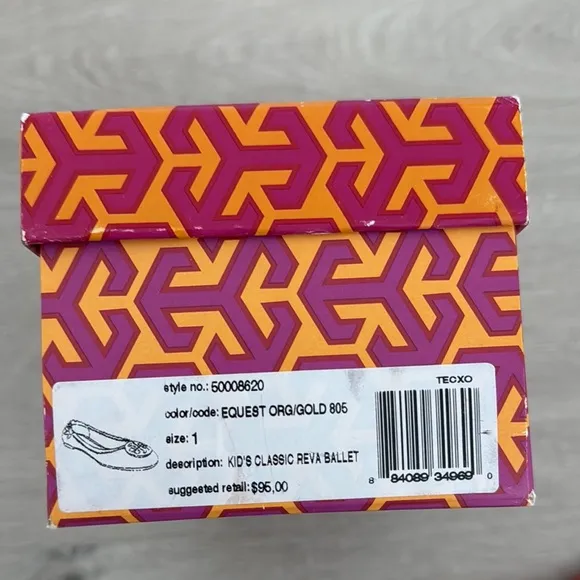 style no.: 50008620
TECXO
color/code: EQUEST ORG/GOLD 805
size: 1
description: KID'S CLASSIC REVA BALLET
suggested retail: $95.00
8 84089 34969 0